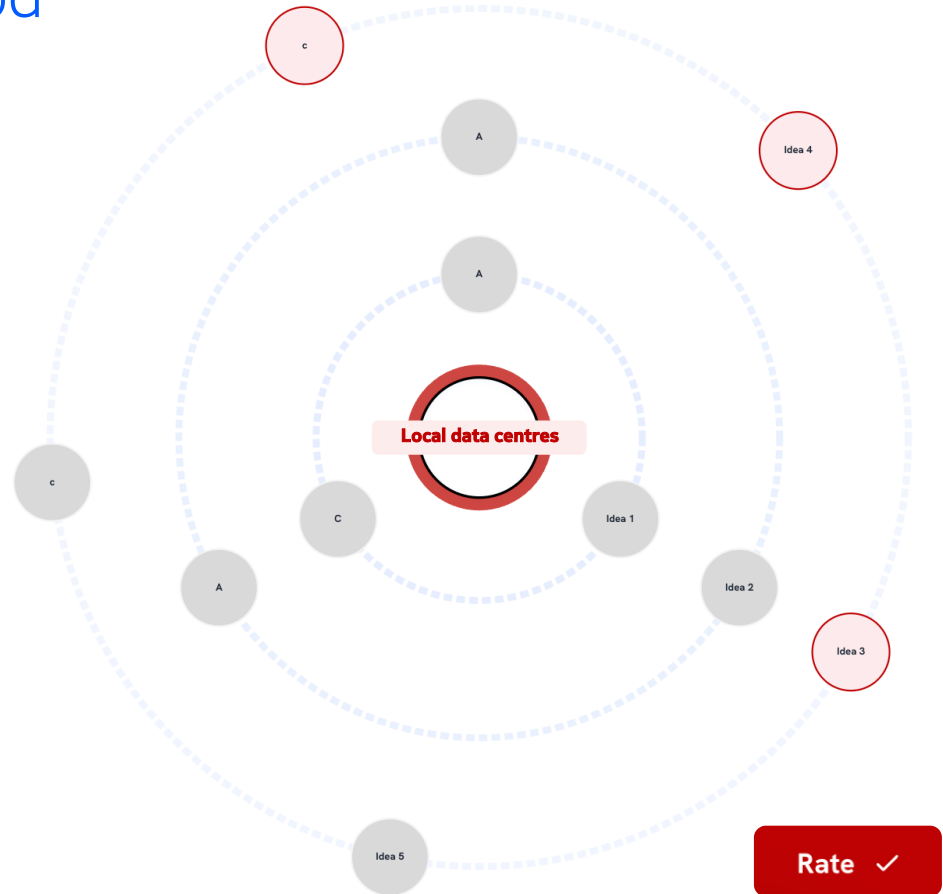 c
A
Idea 4
A
Local data centres
c
C
Idea 1
A
Idea 2
Idea 3
Idea 5
Rate